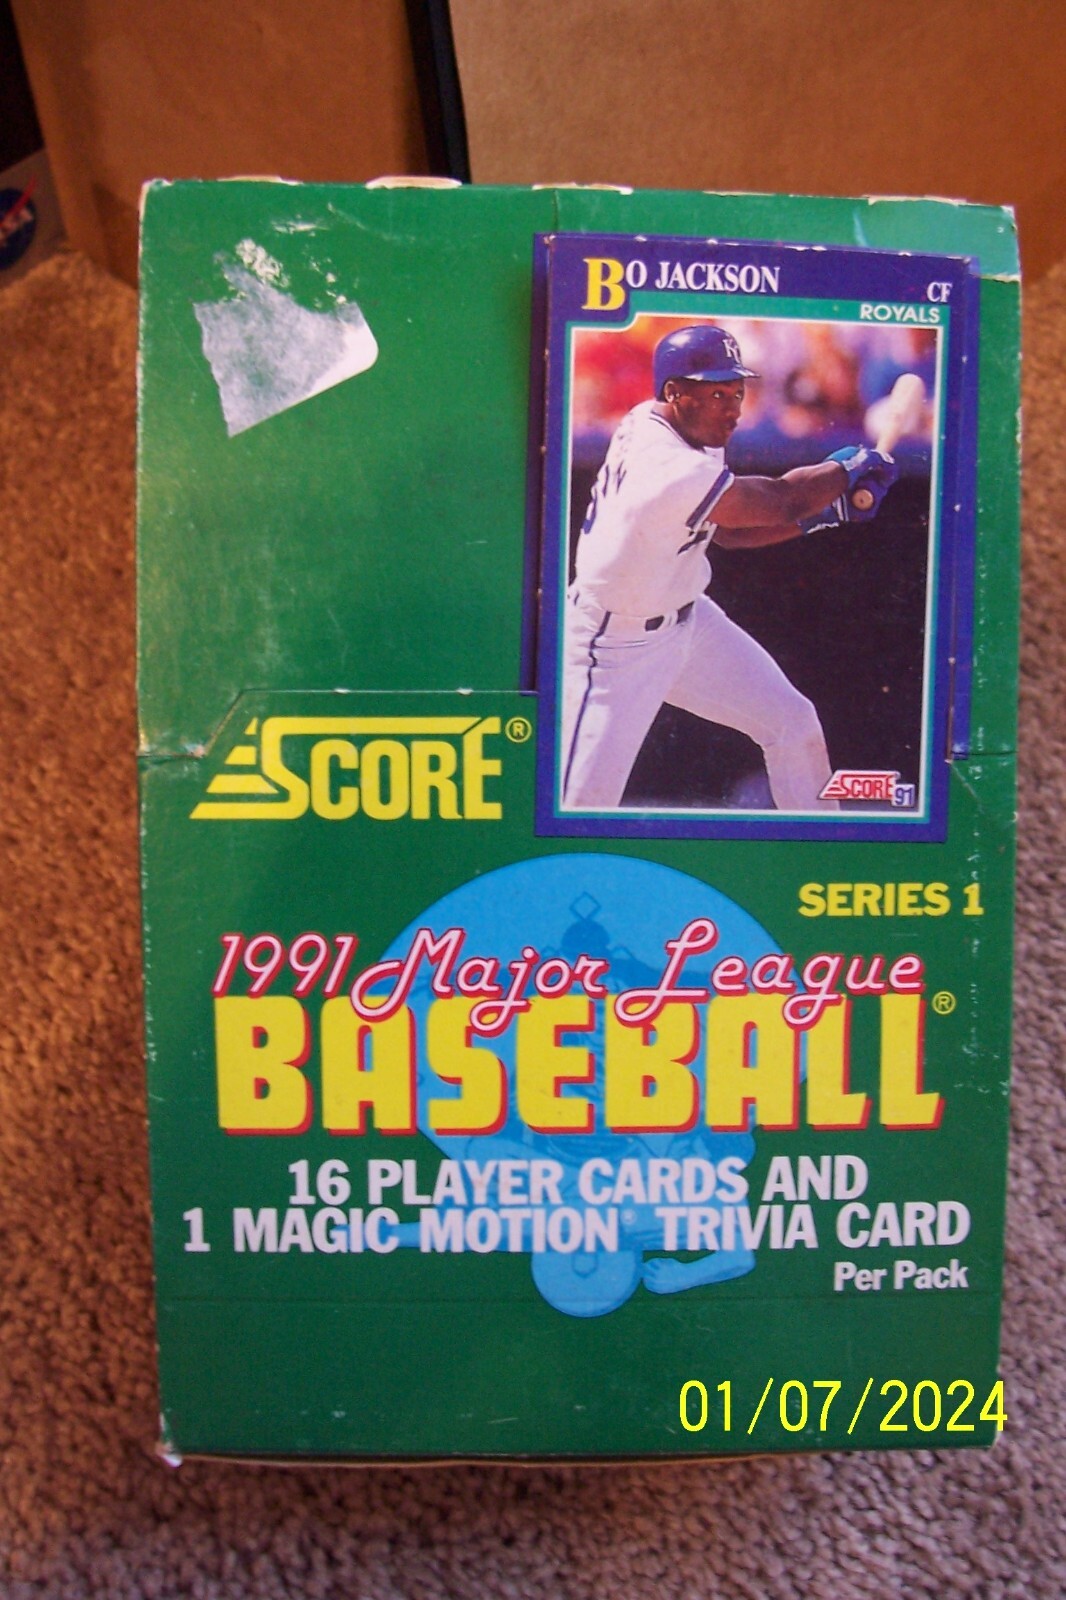 BO JACKSON
CF
ROYALS
KC
SCORE 91
SCORE®
SERIES 1
1991 Major League
BASEBALL®
16 PLAYER CARDS AND
1 MAGIC MOTION® TRIVIA CARD
Per Pack
01/07/2024